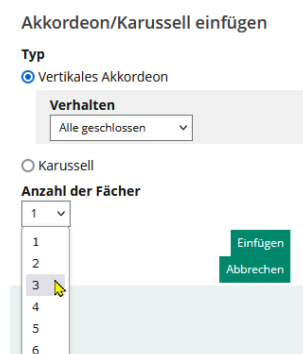 Akkordeon/Karussell einfügen
Typ
Vertikales Akkordeon
Verhalten
Alle geschlossen
Karussell
Anzahl der Fächer
1
1
2
3
4
5
6
Einfügen
Abbrechen